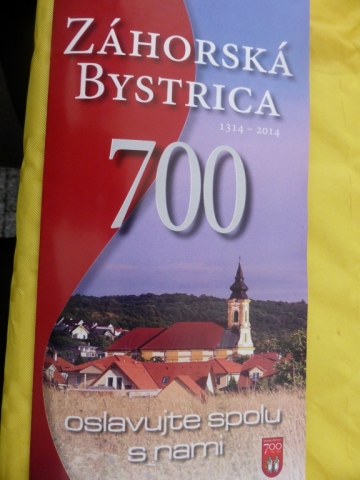 ZÁHORSKÁ
BYSTRICA
1314 - 2014
700
oslavujte spolu
s nami
700